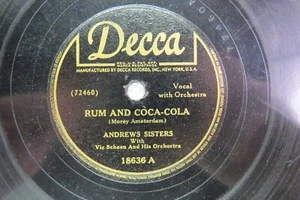 Decca
MANUFACTURED BY DECCA RECORDS, INC., NEW YORK, U.S.A.
(72460)
Vocal
with Orchestra
RUM AND COCA-COLA
(Morey Amsterdam)
ANDREWS SISTERS
With
Vic Schoen And His Orchestra
18636 A